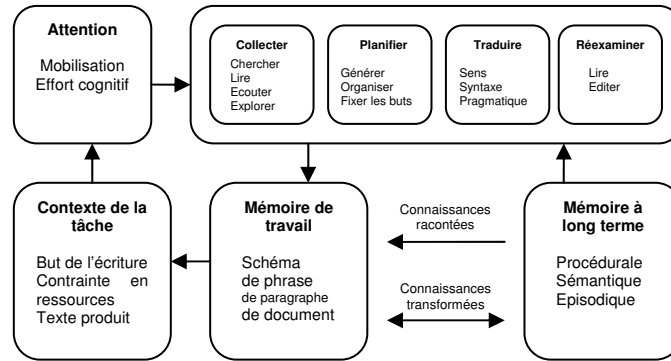 Attention
Mobilisation
Effort cognitif
Collecter
Chercher
Lire
Ecouter
Explorer
Planifier
Générer
Organiser
Fixer les buts
Traduire
Sens
Syntaxe
Pragmatique
Réexaminer
Lire
Editer
Contexte de la
tâche
But de l'écriture
Contrainte en
ressources
Texte produit
Mémoire de
travail
Schéma
de phrase
de paragraphe
de document
Connaissances
racontées
Connaissances
transformées
Mémoire à
long terme
Procédurale
Sémantique
Episodique